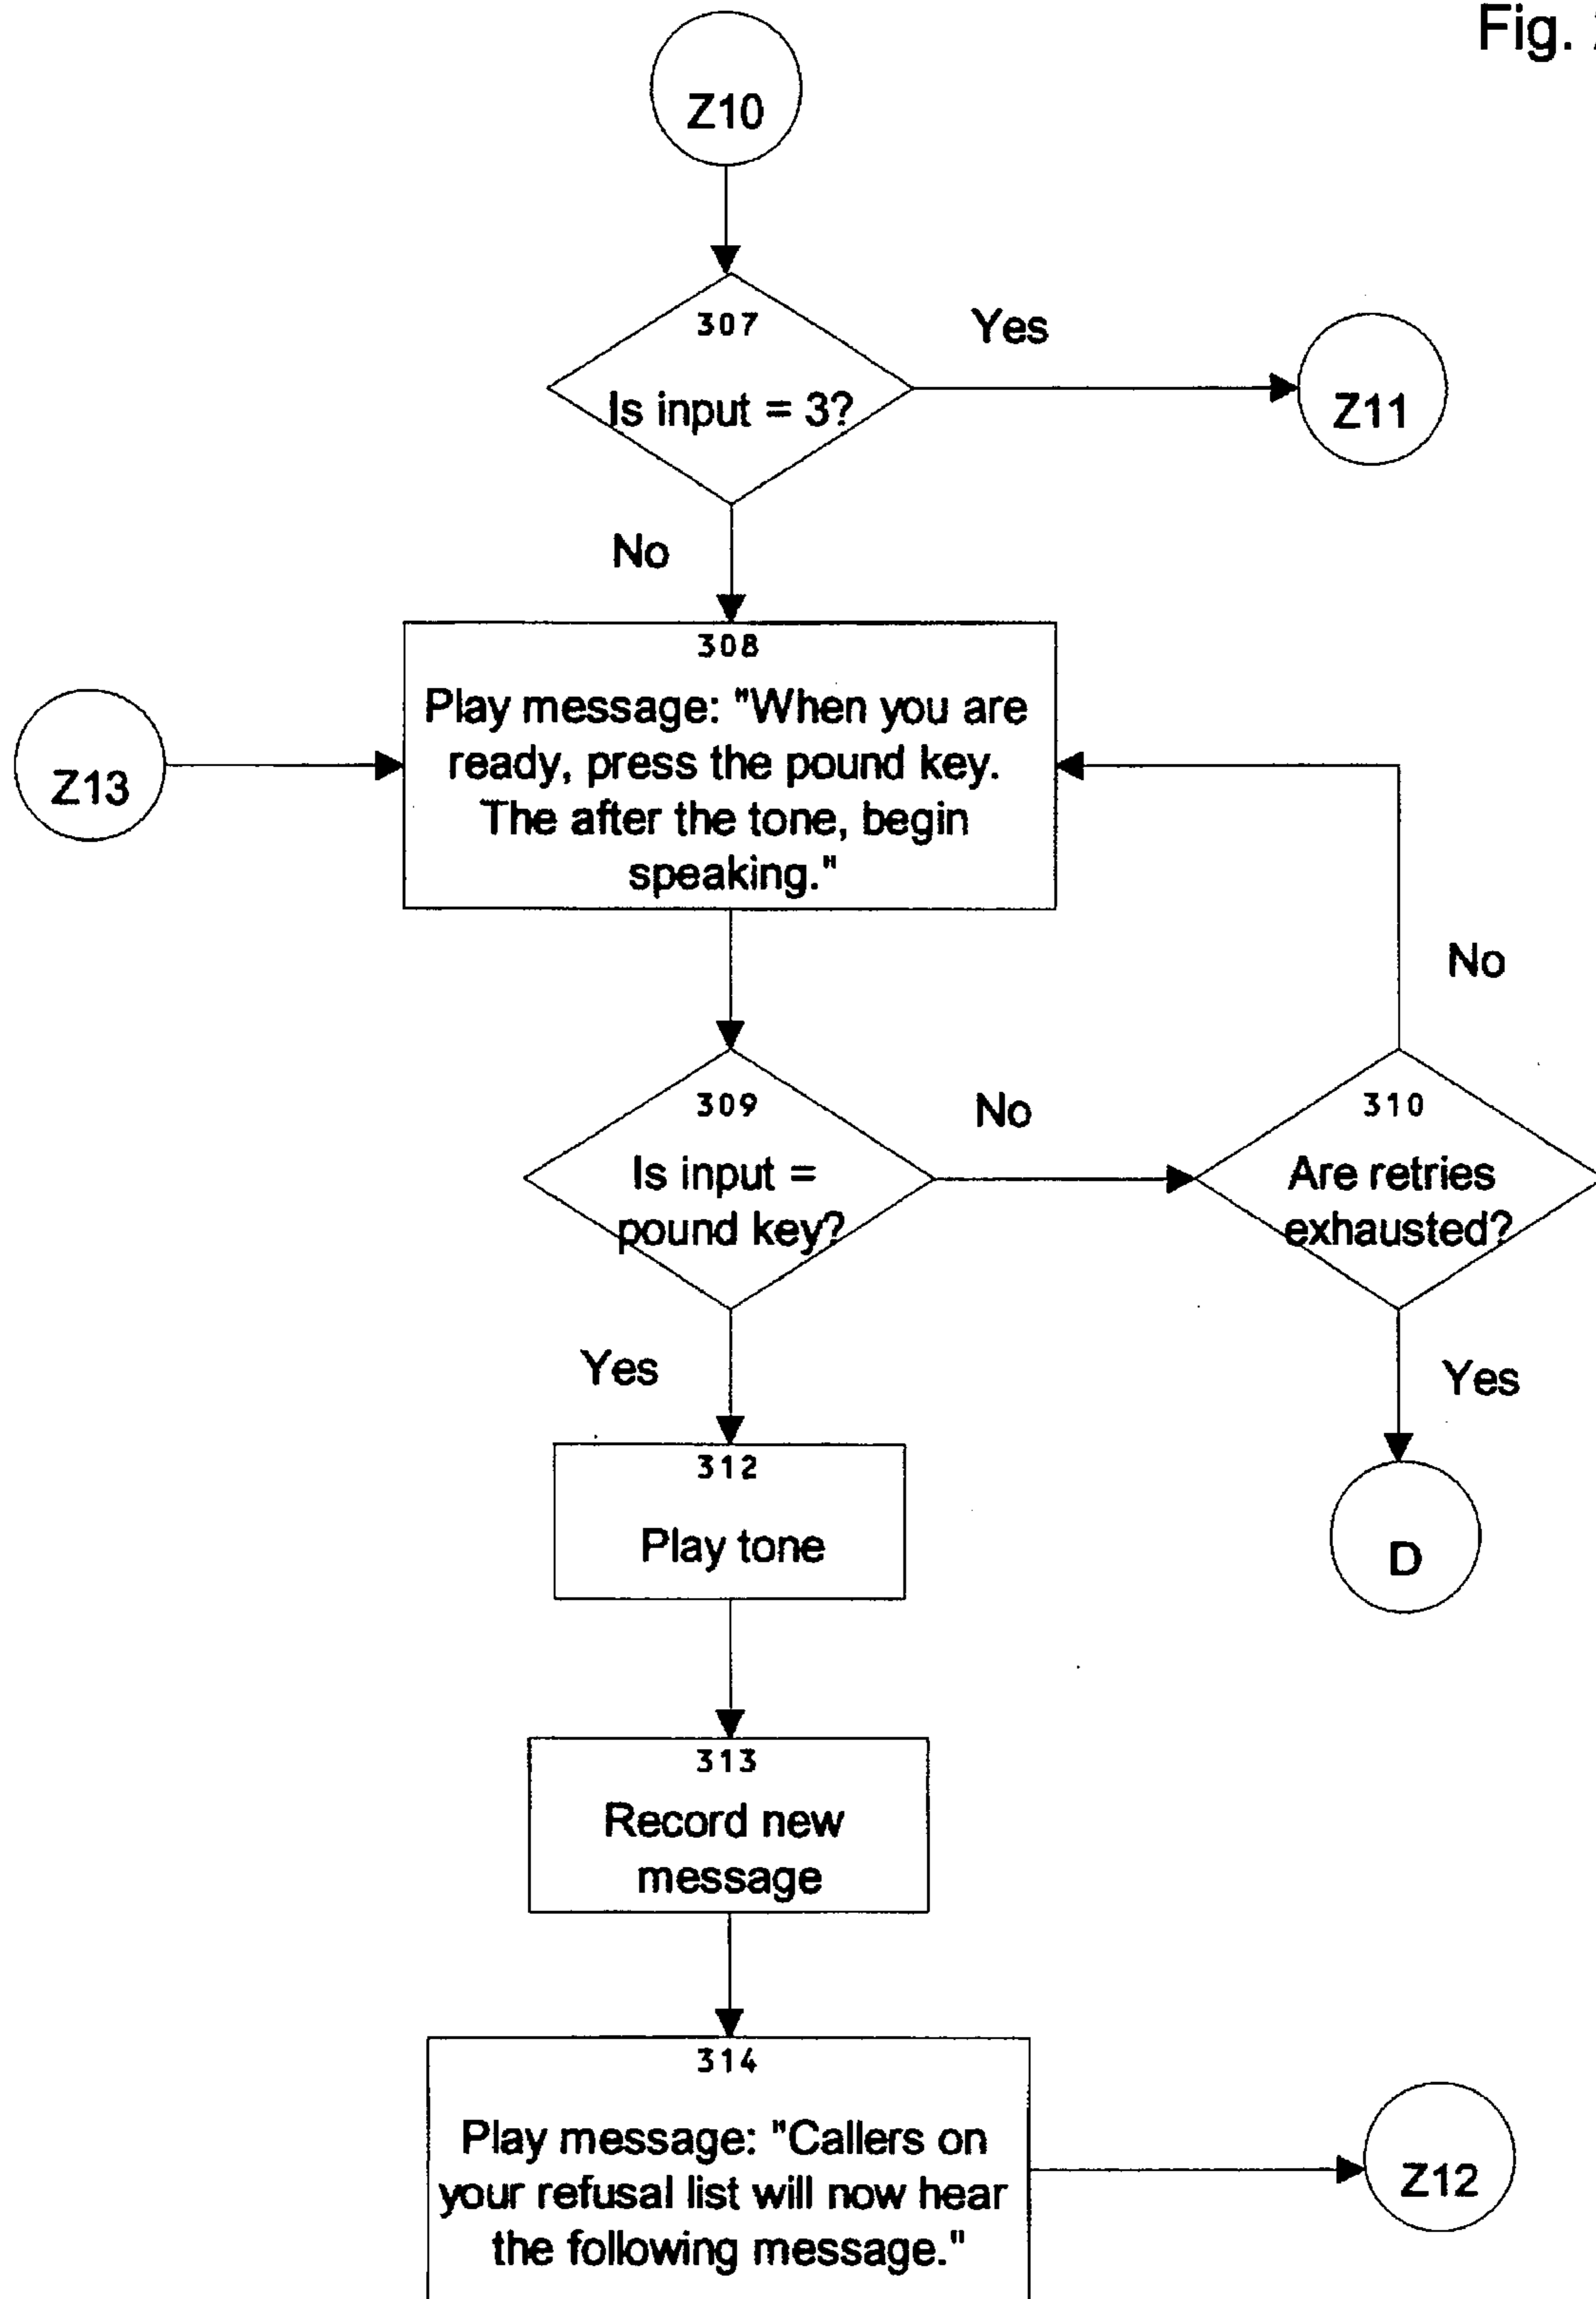 Fig.
Z10
307
Yes
Is input = 3?
Z11
No
308
Play message: "When you are
ready, press the pound key.
The after the tone, begin
speaking."
Z13
No
309
No
310
Is input =
pound key?
Are retries
exhausted?
Yes
Yes
312
Play tone
D
313
Record new
message
314
Play message: "Callers on
your refusal list will now hear
the following message."
Z12